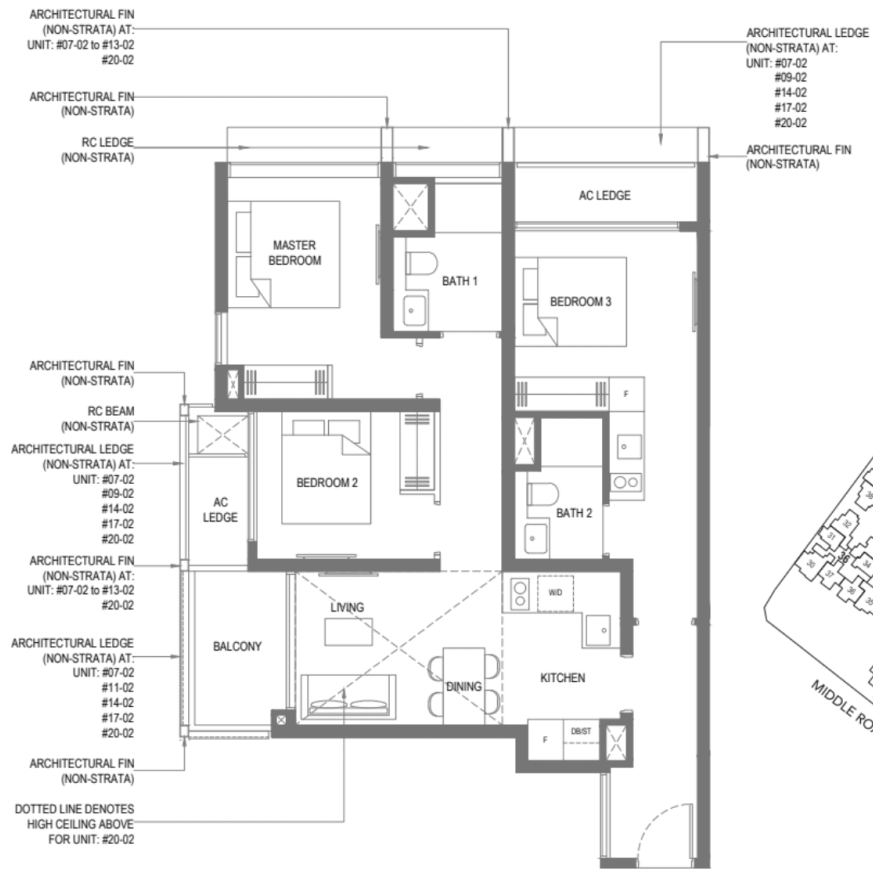 ARCHITECTURAL FIN
(NON-STRATA) AT:
UNIT: #07-02 to #13-02
#20-02
ARCHITECTURAL FIN
(NON-STRATA)
RC LEDGE
(NON-STRATA)
ARCHITECTURAL LEDGE
(NON-STRATA) AT:
UNIT: #07-02
#09-02
#14-02
#17-02
#20-02
ARCHITECTURAL FIN
(NON-STRATA)
AC LEDGE
MASTER
BEDROOM
BATH 1
BEDROOM 3
F
ARCHITECTURAL FIN
(NON-STRATA)
RC BEAM
(NON-STRATA)
ARCHITECTURAL LEDGE
(NON-STRATA) AT:
UNIT: #07-02
#09-02
#14-02
#17-02
#20-02
ARCHITECTURAL FIN
(NON-STRATA) AT:
UNIT: #07-02 to #13-02
#20-02
ARCHITECTURAL LEDGE
(NON-STRATA) AT:
UNIT: #07-02
#11-02
#14-02
#17-02
#20-02
ARCHITECTURAL FIN
(NON-STRATA)
DOTTED LINE DENOTES
HIGH CEILING ABOVE
FOR UNIT: #20-02
AC
LEDGE
BEDROOM 2
BATH 2
BALCONY
LIVING
DINING
W/D
KITCHEN
F
DB/ST
32
31
30
37
36
34
MIDDLE RO